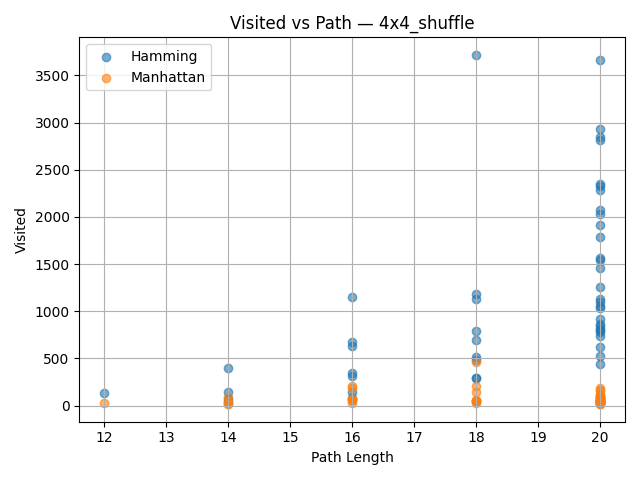 Visited vs Path — 4x4_shuffle
Hamming
Manhattan
3500
3000
2500
2000
1500
1000
500
0
Visited
12 13 14 15 16 17 18 19 20
Path Length